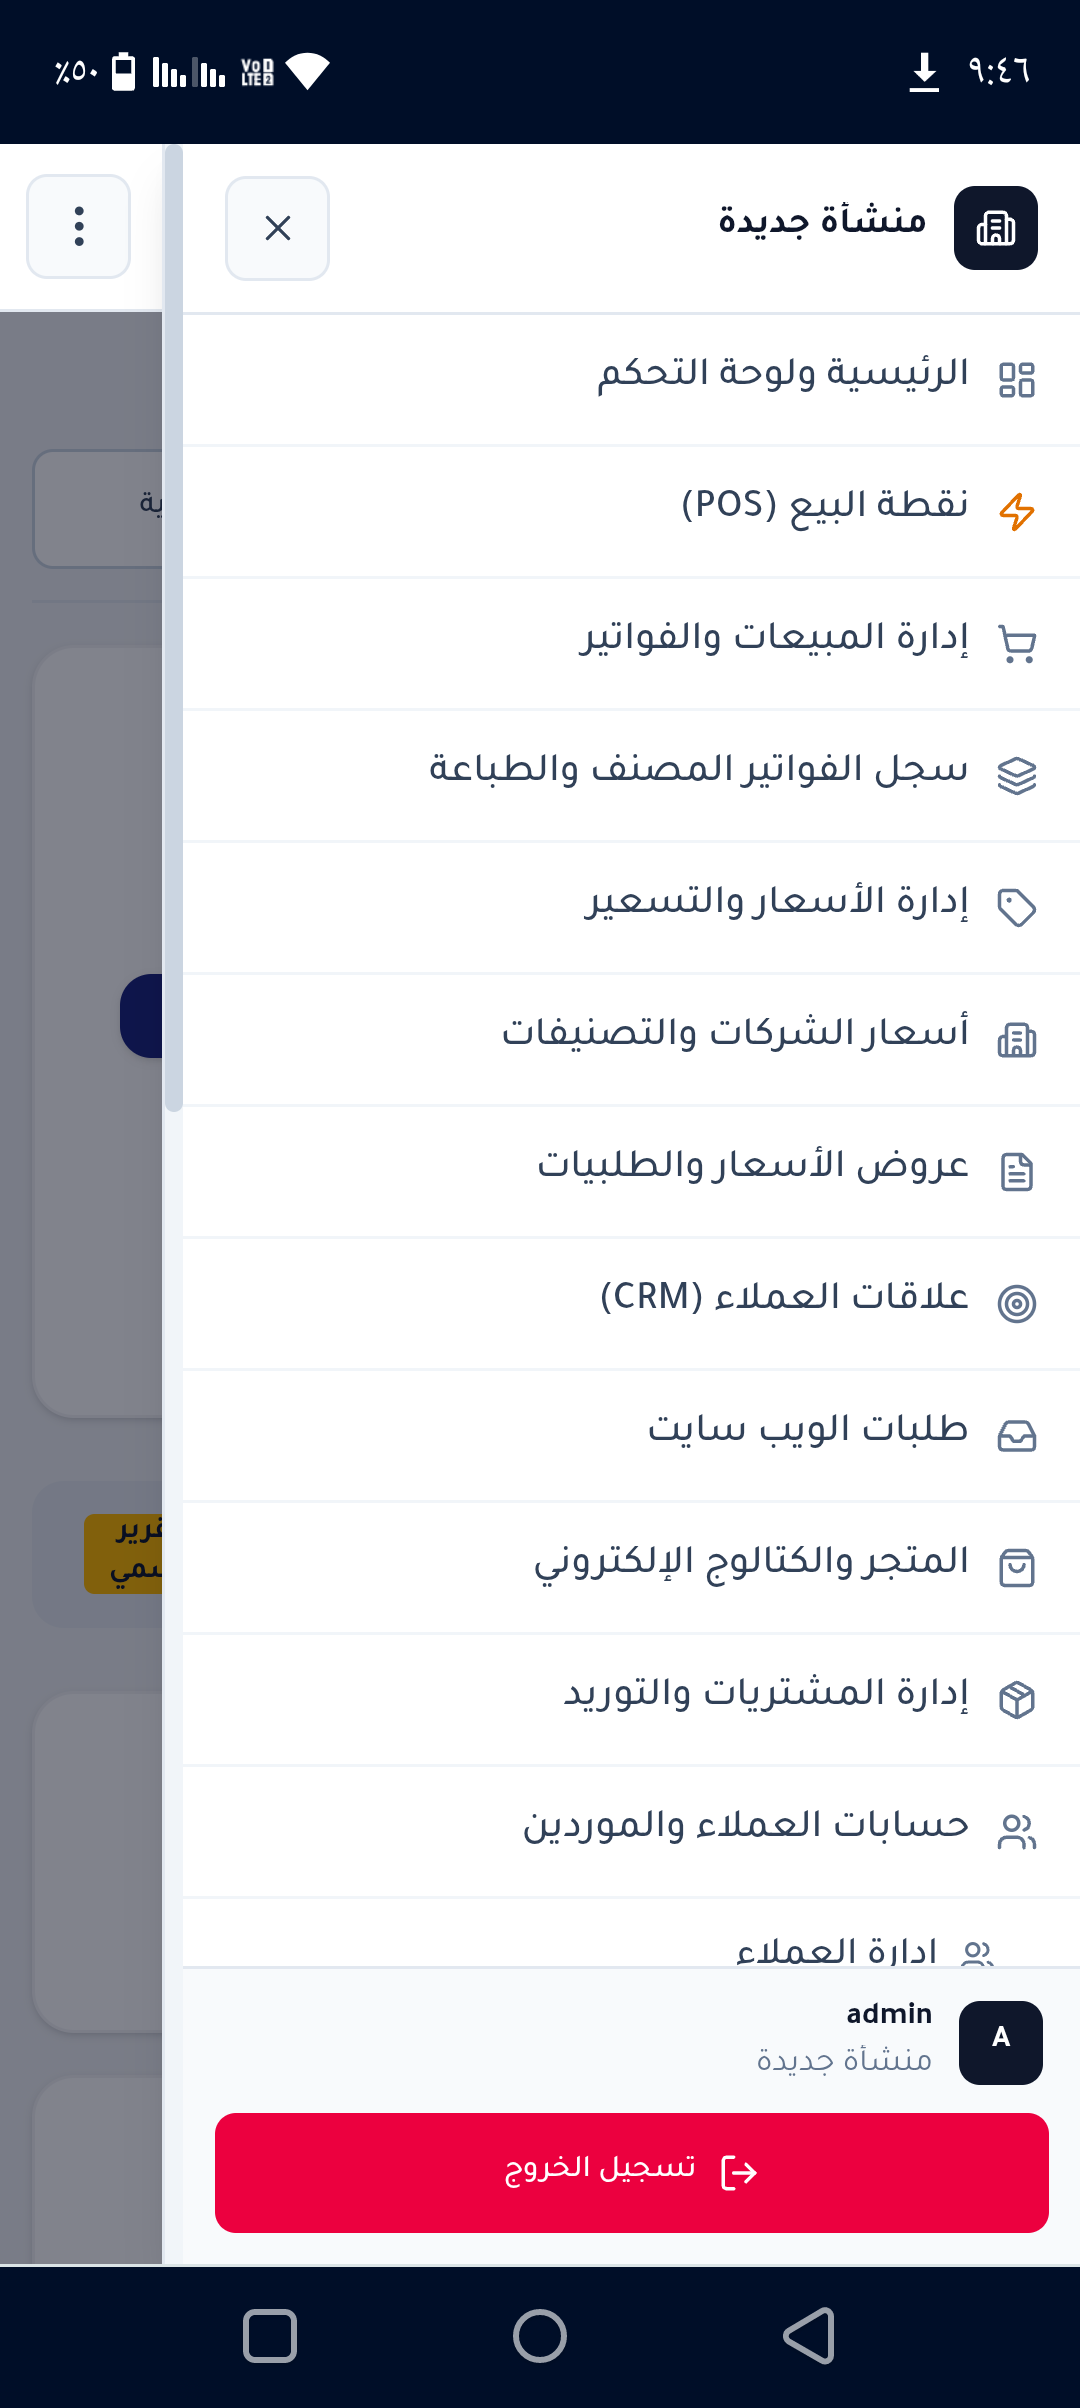 ٩:٤٦
٪٥٠
منشأة جديدة
الرئيسية ولوحة التحكم
نقطة البيع (POS)
إدارة المبيعات والفواتير
سجل الفواتير المصنف والطباعة
إدارة الأسعار والتسعير
أسعار الشركات والتصنيفات
عروض الأسعار والطلبيات
علاقات العملاء (CRM)
طلبات الويب سايت
المتجر والكتالوج الإلكتروني
إدارة المشتريات والتوريد
حسابات العملاء والموردين
ادارة العملاء
admin
A
منشأة جديدة
تسجيل الخروج